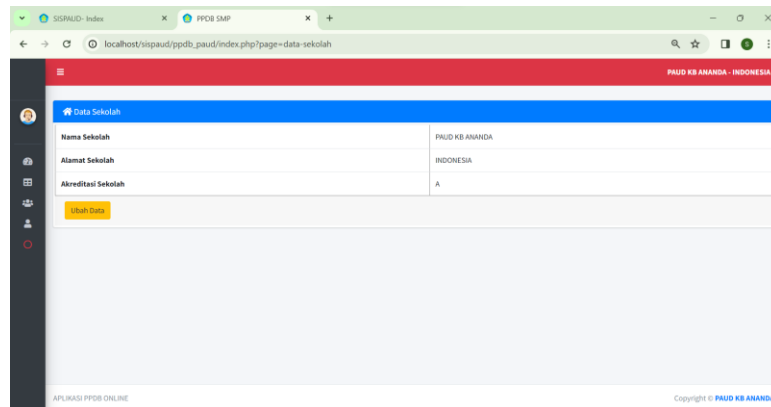 SISPAUD- Index
PPDB SMP
localhost/sispaud/ppdb_paud/index.php?page=data-sekolah
S
PAUD KB ANANDA - INDONESIA
Data Sekolah
Nama Sekolah PAUD KB ANANDA
Alamat Sekolah INDONESIA
Akreditasi Sekolah A
Ubah Data
APLIKASI PPDB ONLINE
Copyright © PAUD KB ANANDA